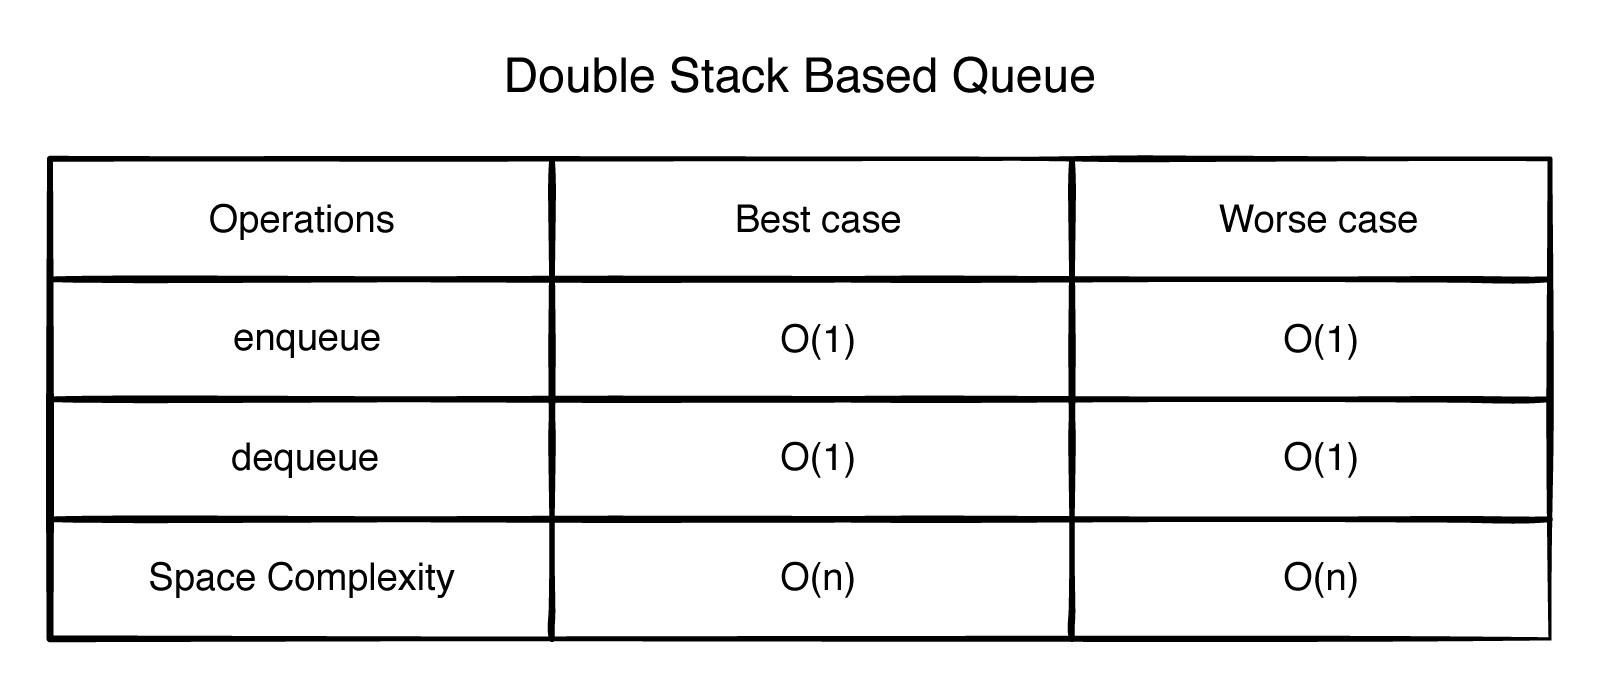 Double Stack Based Queue
Operations Best case Worse case
enqueue O(1) O(1)
dequeue O(1) O(1)
Space Complexity O(n) O(n)